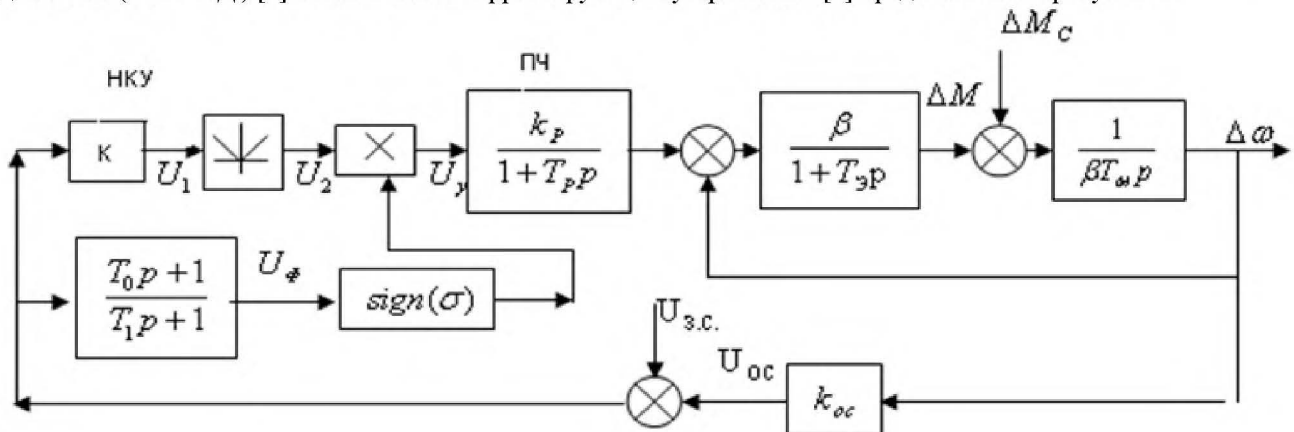 ΔM_C
НКУ
ПЧ
к
U_1
U_2
U_y
k_P / 1 + T_P p
β / 1 + T_Э p
ΔM
1 / βT_ω p
Δω
T_0 p + 1 / T_1 p + 1
U_Ф
sign(σ)
U_З.С.
U_ОС
k_ос